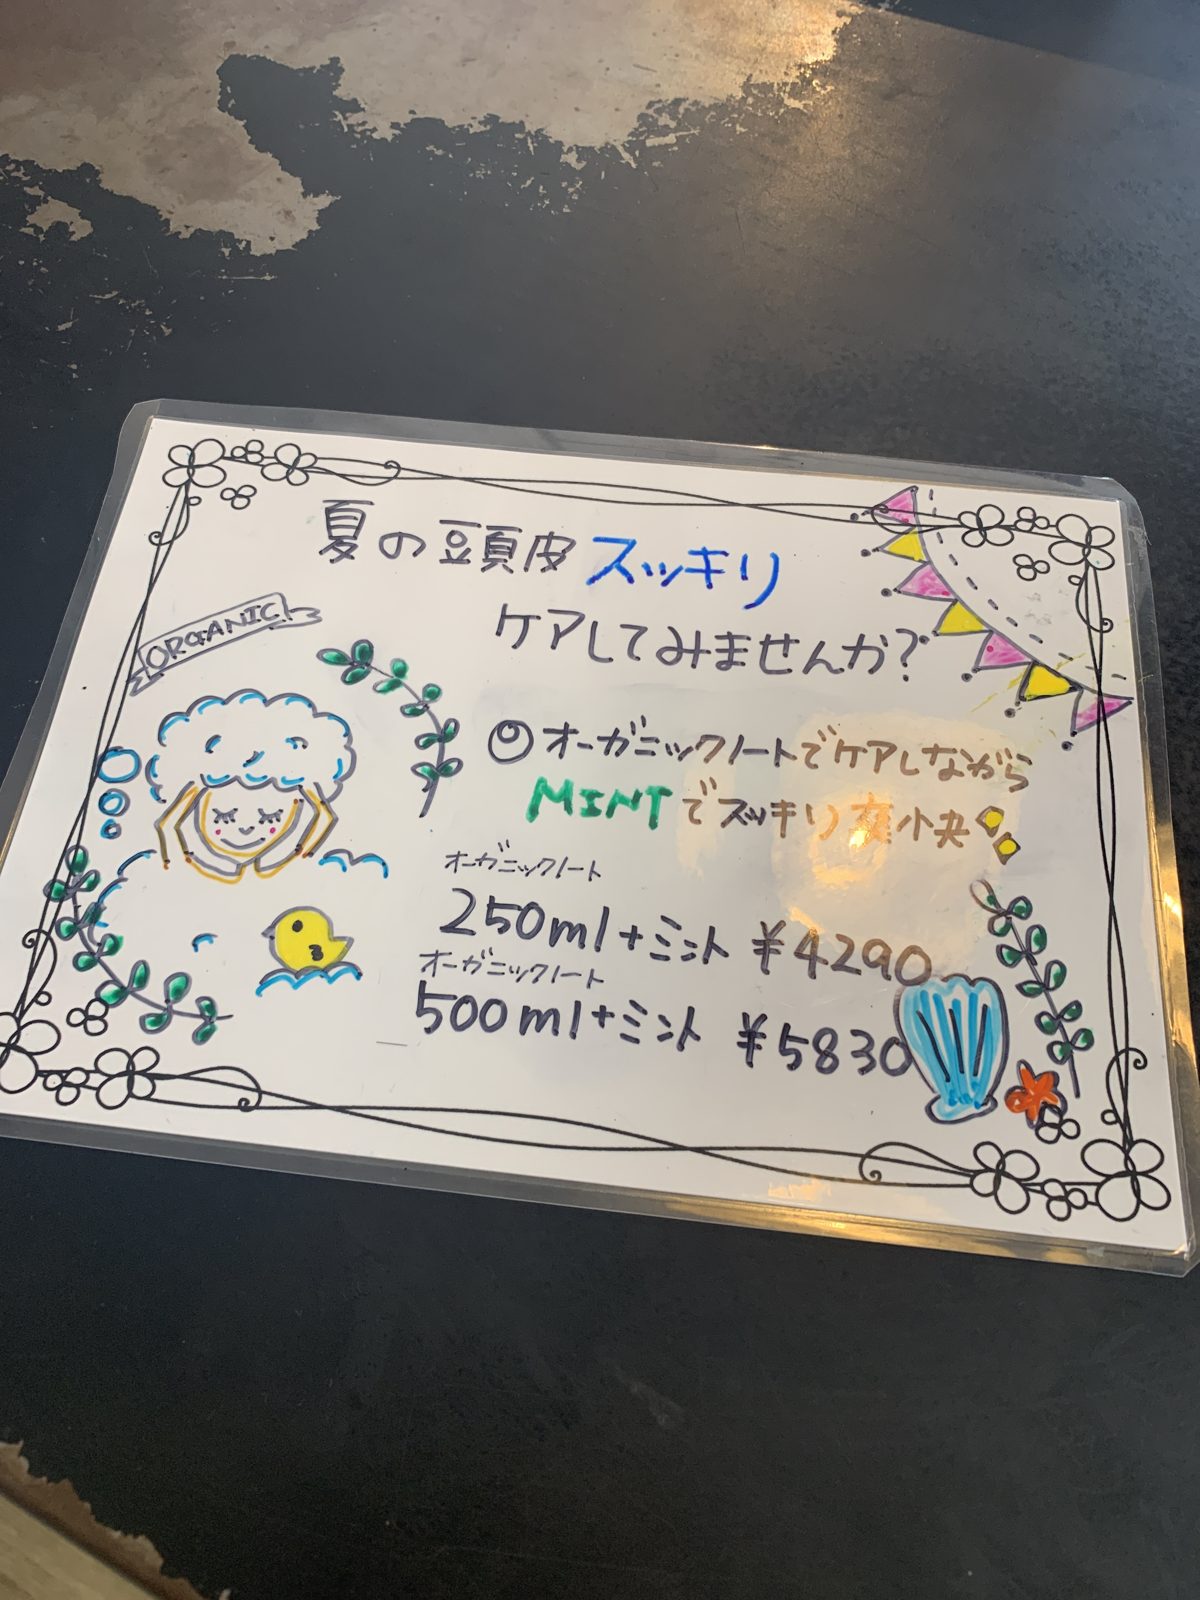 夏の頭皮スッキリ
ケアしてみませんか?
ORGANIC
オーガニックノートでケアしながら
MINTでスッキリ爽快
オーガニックノート
250ml+ミント ¥4290
オーガニックノート
500ml+ミント ¥5830